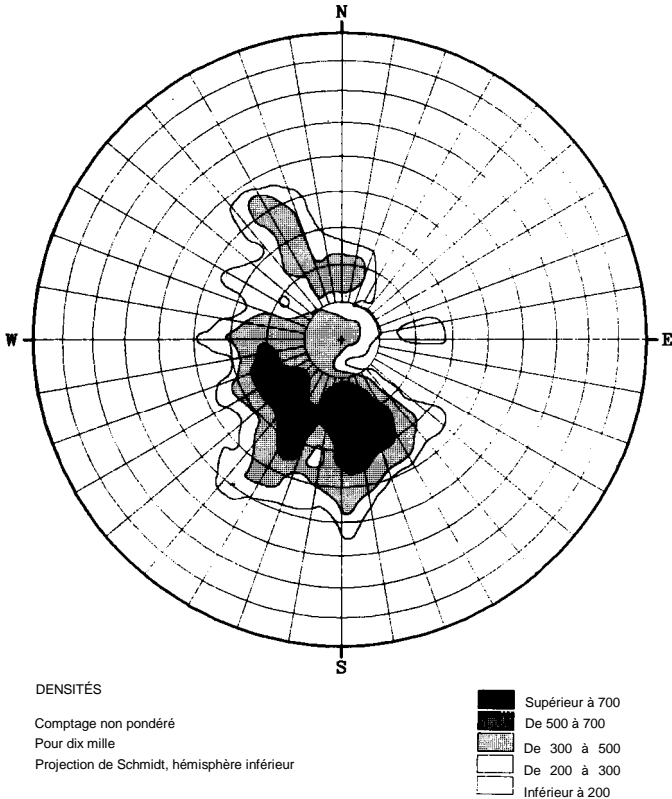 N
W
E
S
DENSITÉS
Comptage non pondéré
Pour dix mille
Projection de Schmidt, hémisphère inférieur
Supérieur à 700
De 500 à 700
De 300 à 500
De 200 à 300
Inférieur à 200